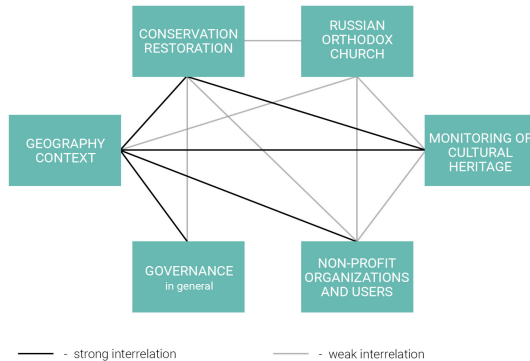 CONSERVATION
RESTORATION
RUSSIAN
ORTHODOX
CHURCH
GEOGRAPHY
CONTEXT
MONITORING OF
CULTURAL
HERITAGE
GOVERNANCE
in general
NON-PROFIT
ORGANIZATIONS
AND USERS
- strong interrelation
- weak interrelation